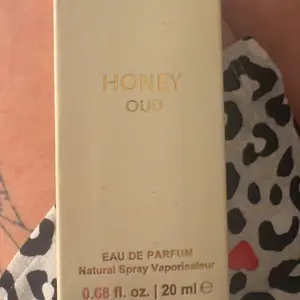 HONEY
OUD
EAU DE PARFUM
Natural Spray Vaporisateur
0.68 fl. oz. | 20 ml ℮